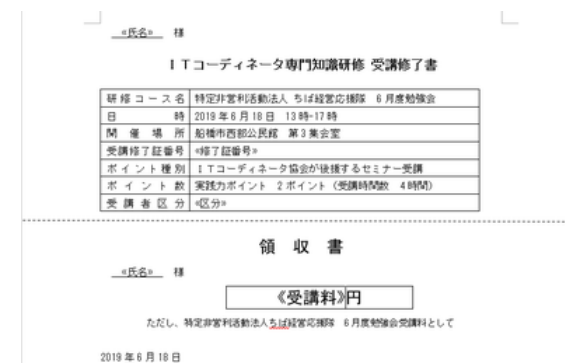 «氏名» 様
ITコーディネータ専門知識研修 受講修了書
研修コース名 特定非営利活動法人 ちば経営応援隊 6月度勉強会
日時 2019年6月18日 13時-17時
開催場所 船橋市西部公民館 第3集会室
受講修了証番号 «修了証番号»
ポイント種別 ITコーディネータ協会が後援するセミナー受講
ポイント数 実践力ポイント 2ポイント（受講時間数 4時間）
受講者区分 «区分»
領収書
«氏名» 様
《受講料》円
ただし、特定非営利活動法人ちば経営応援隊 6月度勉強会受講料として
2019年6月18日